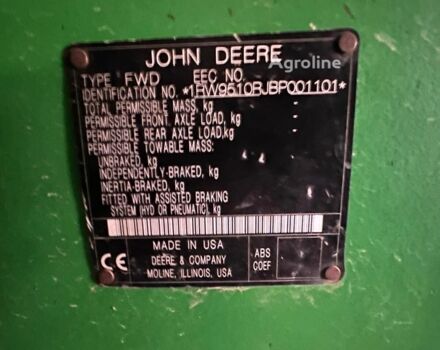 JOHN DEERE
Agroline
TYPE FWD EEC NO.
IDENTIFICATION NO. *1RW9510RJBP001101*
TOTAL PERMISSIBLE MASS, kg -
PERMISSIBLE FRONT AXLE LOAD, kg -
PERMISSIBLE REAR AXLE LOAD,kg -
PERMISSIBLE TOWABLE MASS:
UNBRAKED, kg -
INDEPENDENTLY-BRAKED, kg -
INERTIA-BRAKED, kg -
FITTED WITH ASSISTED BRAKING
SYSTEM (HYD OR PNEUMATIC), kg -
MADE IN USA
CE DEERE & COMPANY ABS
MOLINE, ILLINOIS, USA COEF